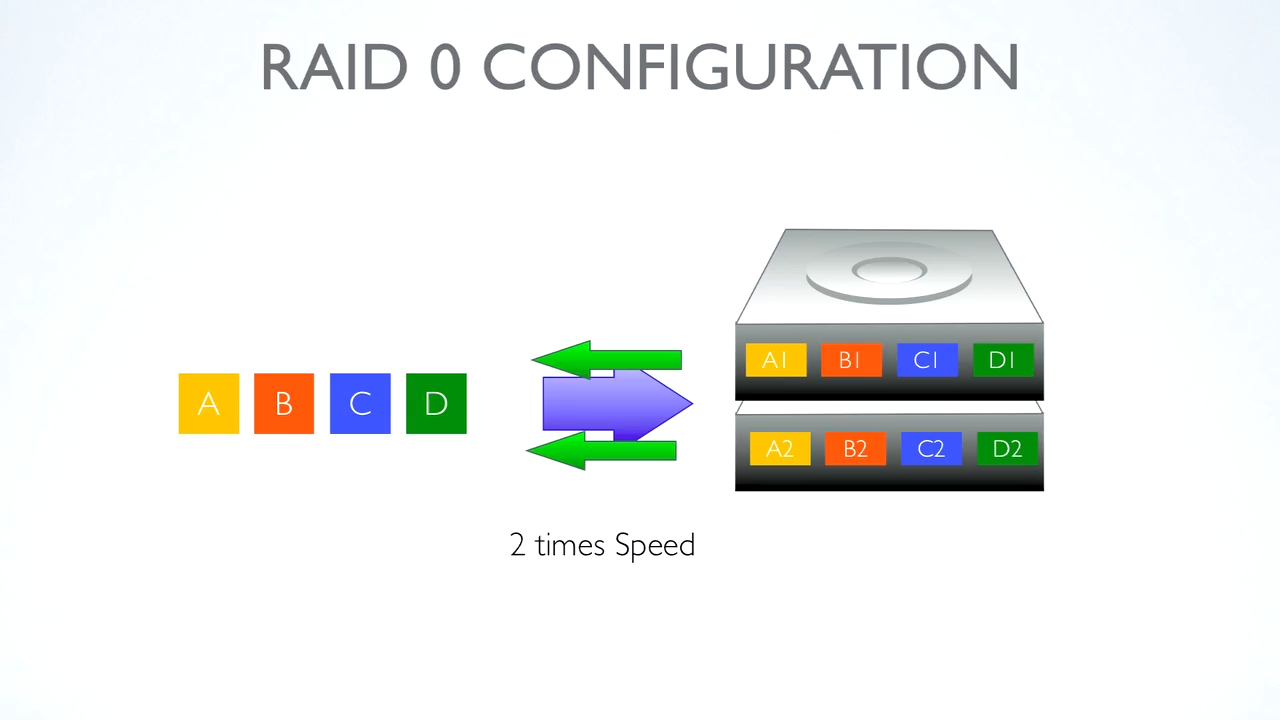 RAID 0 CONFIGURATION
A B C D
A1 B1 C1 D1
A2 B2 C2 D2
2 times Speed